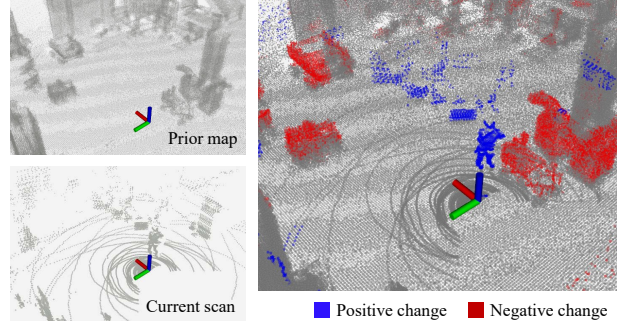 Prior map
Current scan
Positive change
Negative change